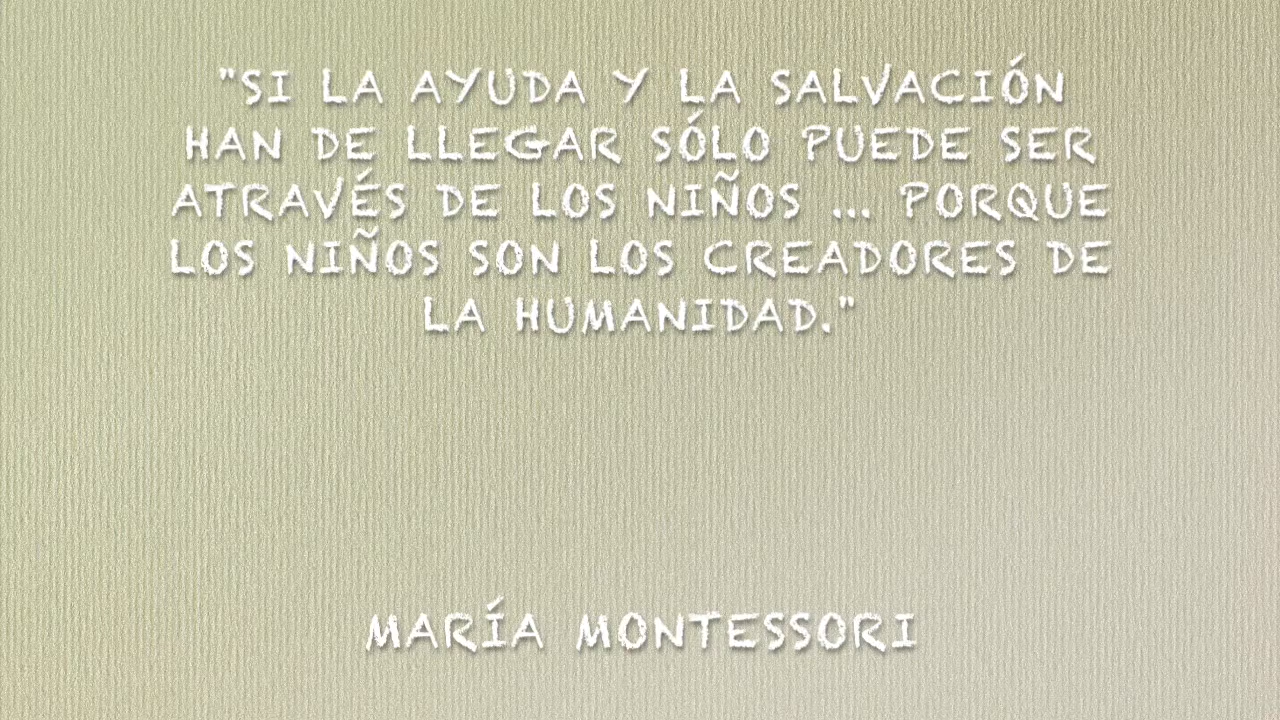 "SI LA AYUDA Y LA SALVACIÓN
HAN DE LLEGAR SÓLO PUEDE SER
ATRAVÉS DE LOS NIÑOS ... PORQUE
LOS NIÑOS SON LOS CREADORES DE
LA HUMANIDAD."
MARÍA MONTESSORI